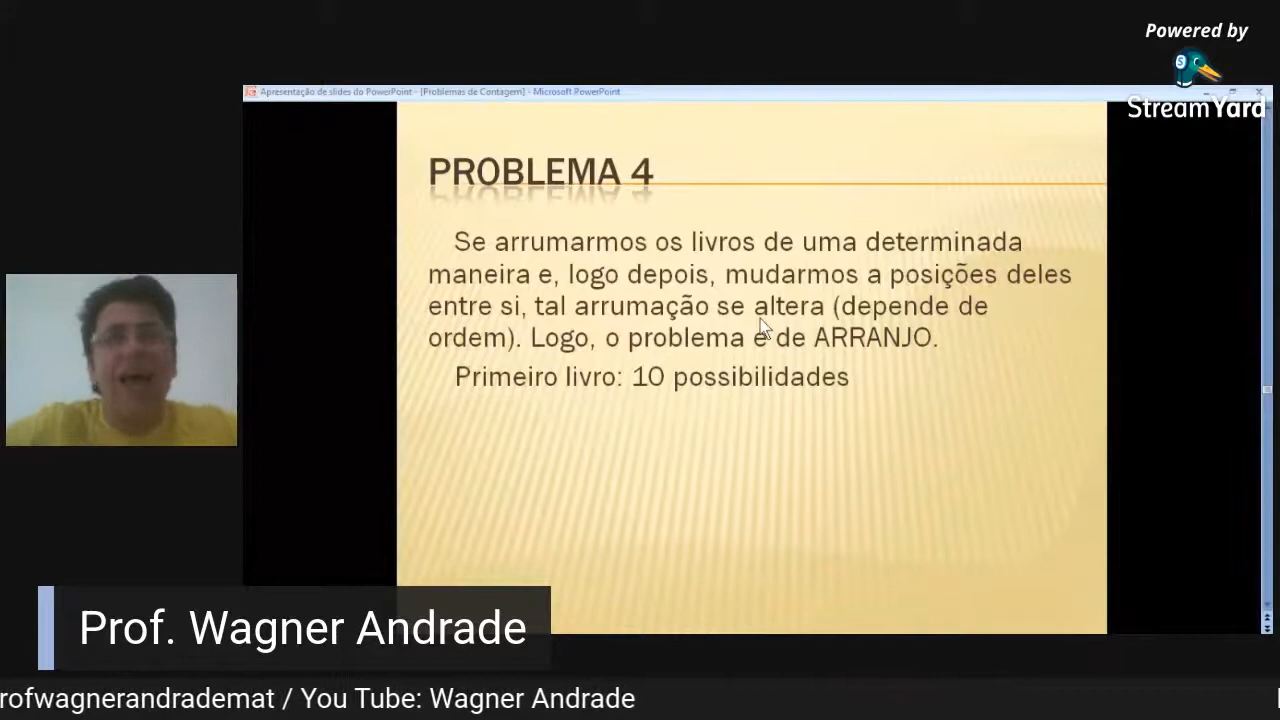 Powered by
StreamYard
Apresentação de slides do PowerPoint - [Problemas de Contagem] - Microsoft PowerPoint
PROBLEMA 4
Se arrumarmos os livros de uma determinada
maneira e, logo depois, mudarmos a posições deles
entre si, tal arrumação se altera (depende de
ordem). Logo, o problema é de ARRANJO.
Primeiro livro: 10 possibilidades
Prof. Wagner Andrade
rofwagnerandrademat / You Tube: Wagner Andrade